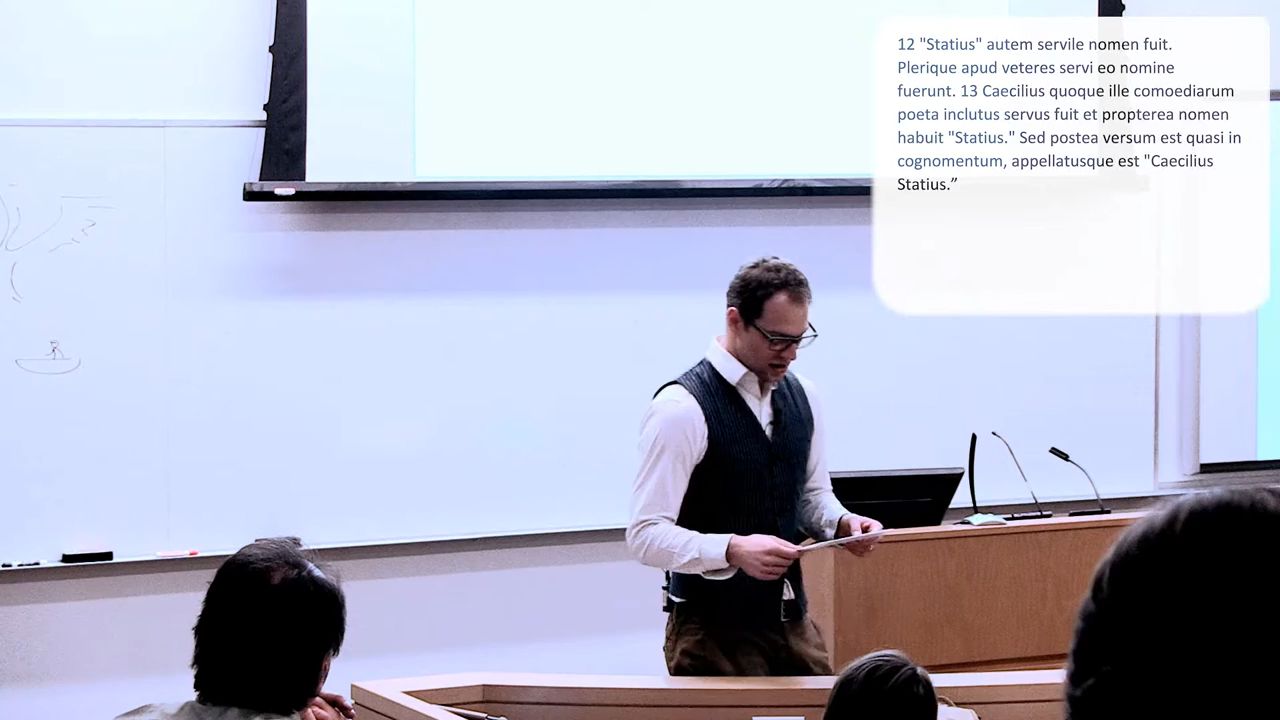 12 "Statius" autem servile nomen fuit.
Plerique apud veteres servi eo nomine
fuerunt. 13 Caecilius quoque ille comoediarum
poeta inclutus servus fuit et propterea nomen
habuit "Statius." Sed postea versum est quasi in
cognomentum, appellatusque est "Caecilius
Statius.”